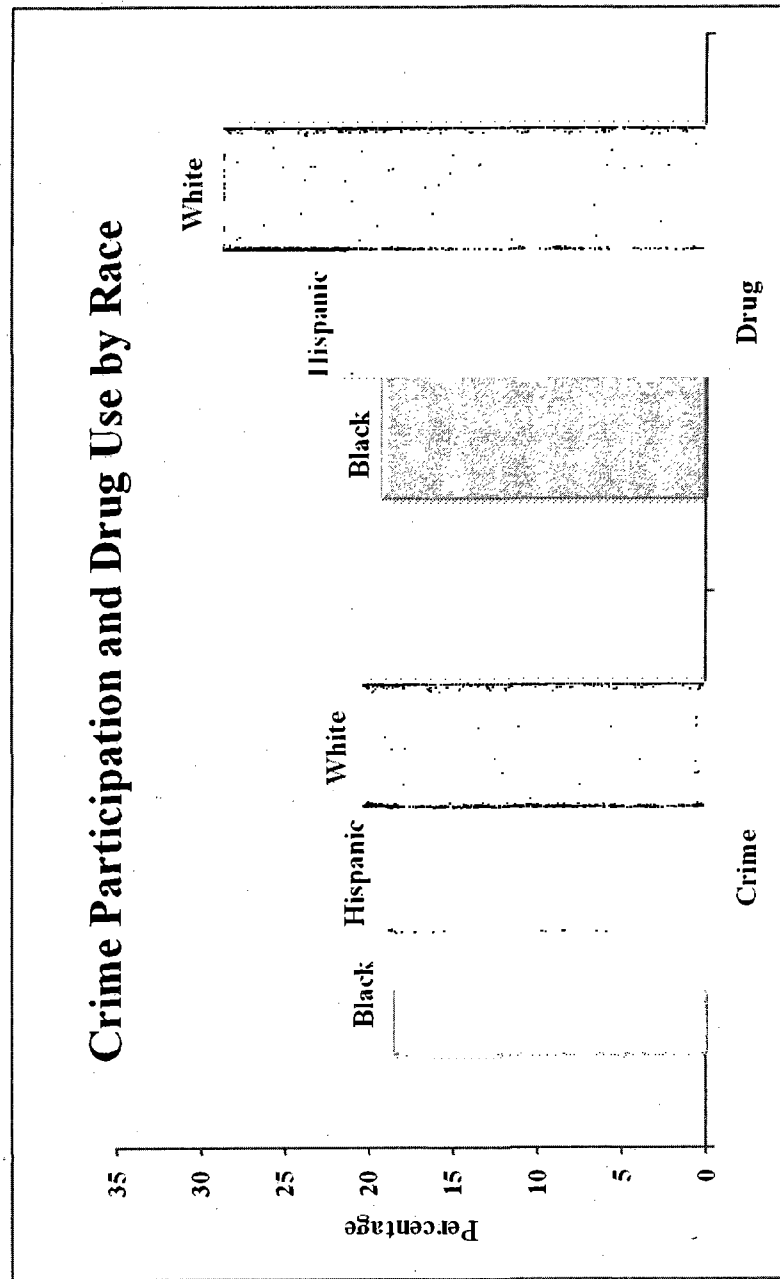 Crime Participation and Drug Use by Race
Percentage
35
30
25
20
15
10
5
0
Black
Hispanic
White
Black
Hispanic
White
Crime
Drug